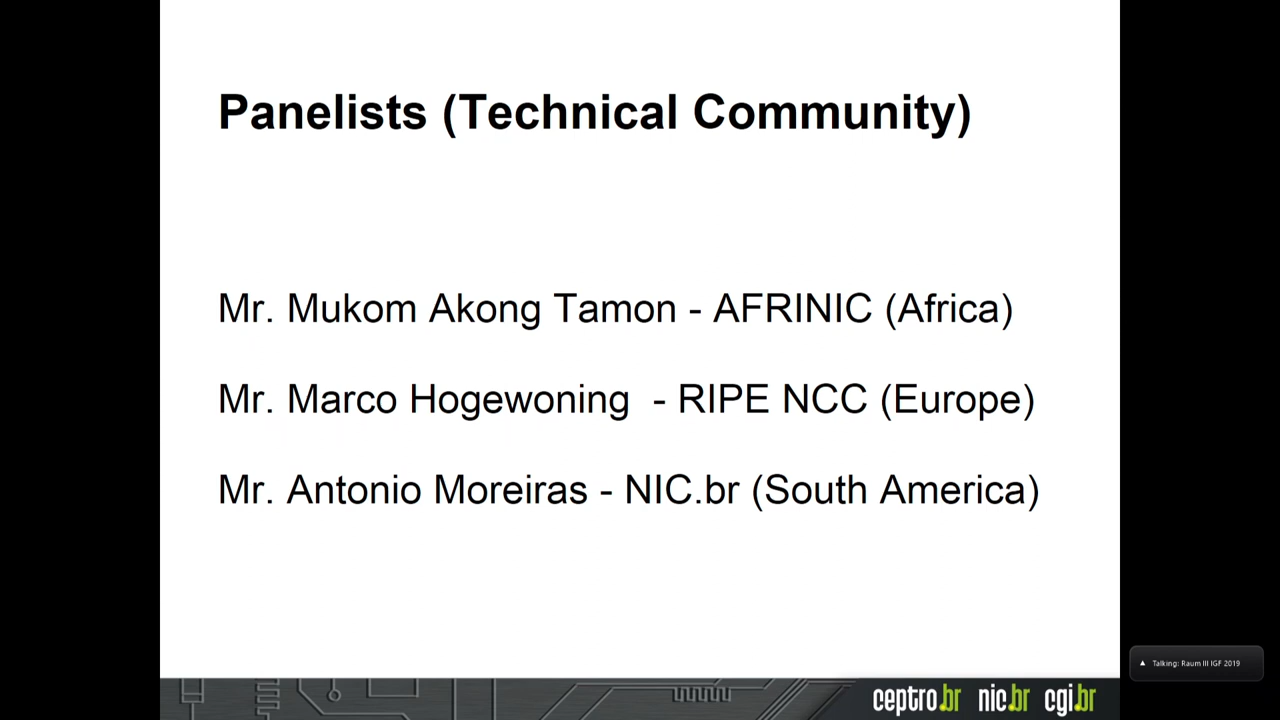 Panelists (Technical Community)
Mr. Mukom Akong Tamon - AFRINIC (Africa)
Mr. Marco Hogewoning  - RIPE NCC (Europe)
Mr. Antonio Moreiras - NIC.br (South America)
Talking: Raum III IGF 2019
ceptro.br nic.br cgi.br